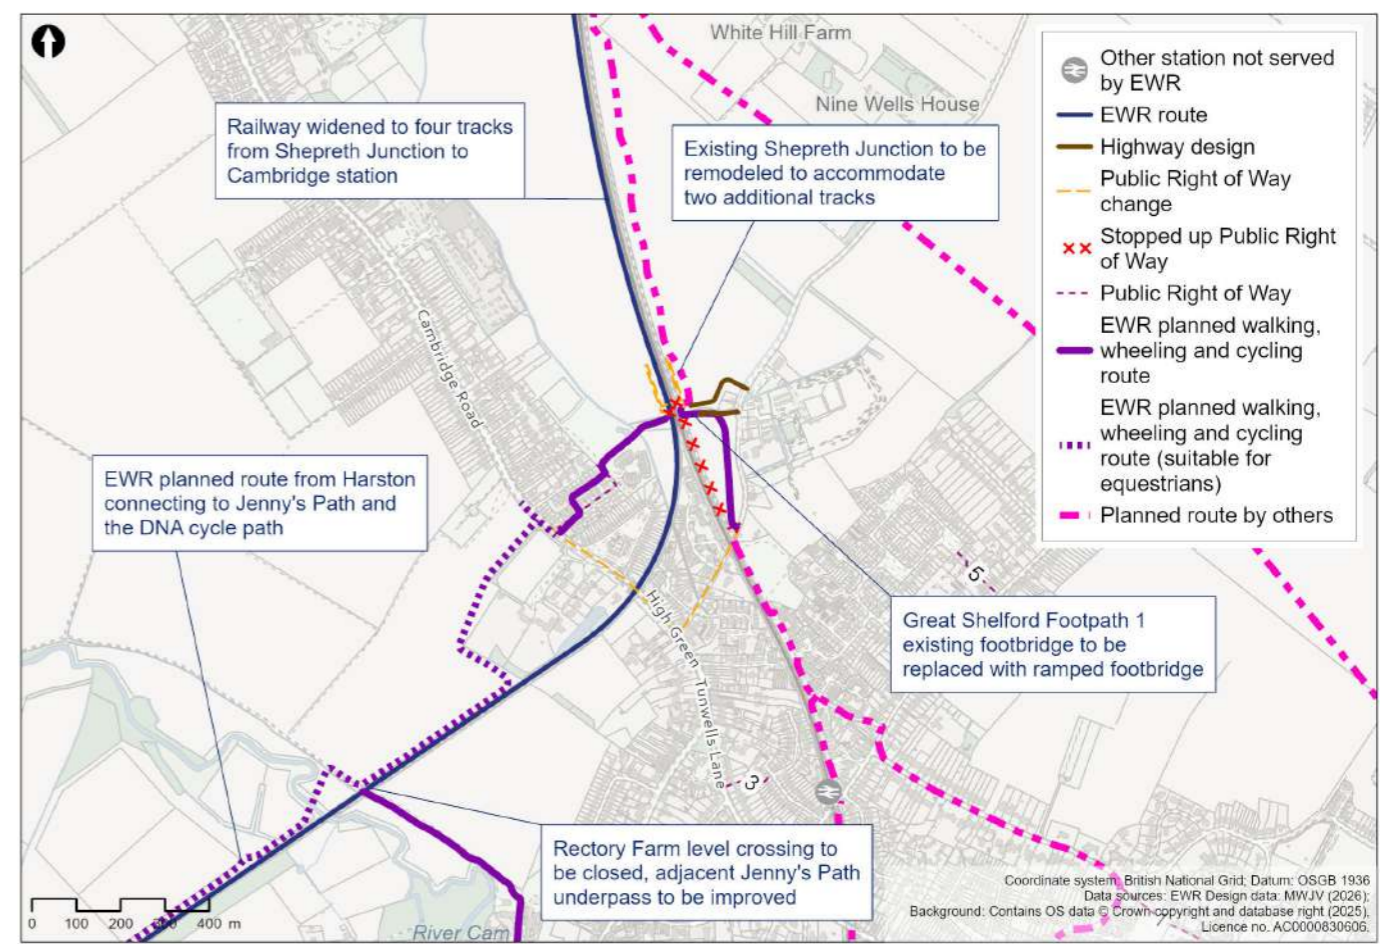 White Hill Farm
Nine Wells House
Railway widened to four tracks
from Shepreth Junction to
Cambridge station
Existing Shepreth Junction to be
remodeled to accommodate
two additional tracks
Other station not served
by EWR
EWR route
Highway design
Public Right of Way
change
Stopped up Public Right
of Way
Public Right of Way
EWR planned walking,
wheeling and cycling
route
EWR planned walking,
wheeling and cycling
route (suitable for
equestrians)
Planned route by others
Cambridge Road
EWR planned route from Harston
connecting to Jenny's Path and
the DNA cycle path
5
High Green
Tunwells Lane
Great Shelford Footpath 1
existing footbridge to be
replaced with ramped footbridge
3
Rectory Farm level crossing to
be closed, adjacent Jenny's Path
underpass to be improved
River Cam
0 100 200 300 400 m
Coordinate system: British National Grid; Datum: OSGB 1936
Data sources: EWR Design data: MWJV (2026);
Background: Contains OS data © Crown copyright and database right (2025),
Licence no. AC0000830606.